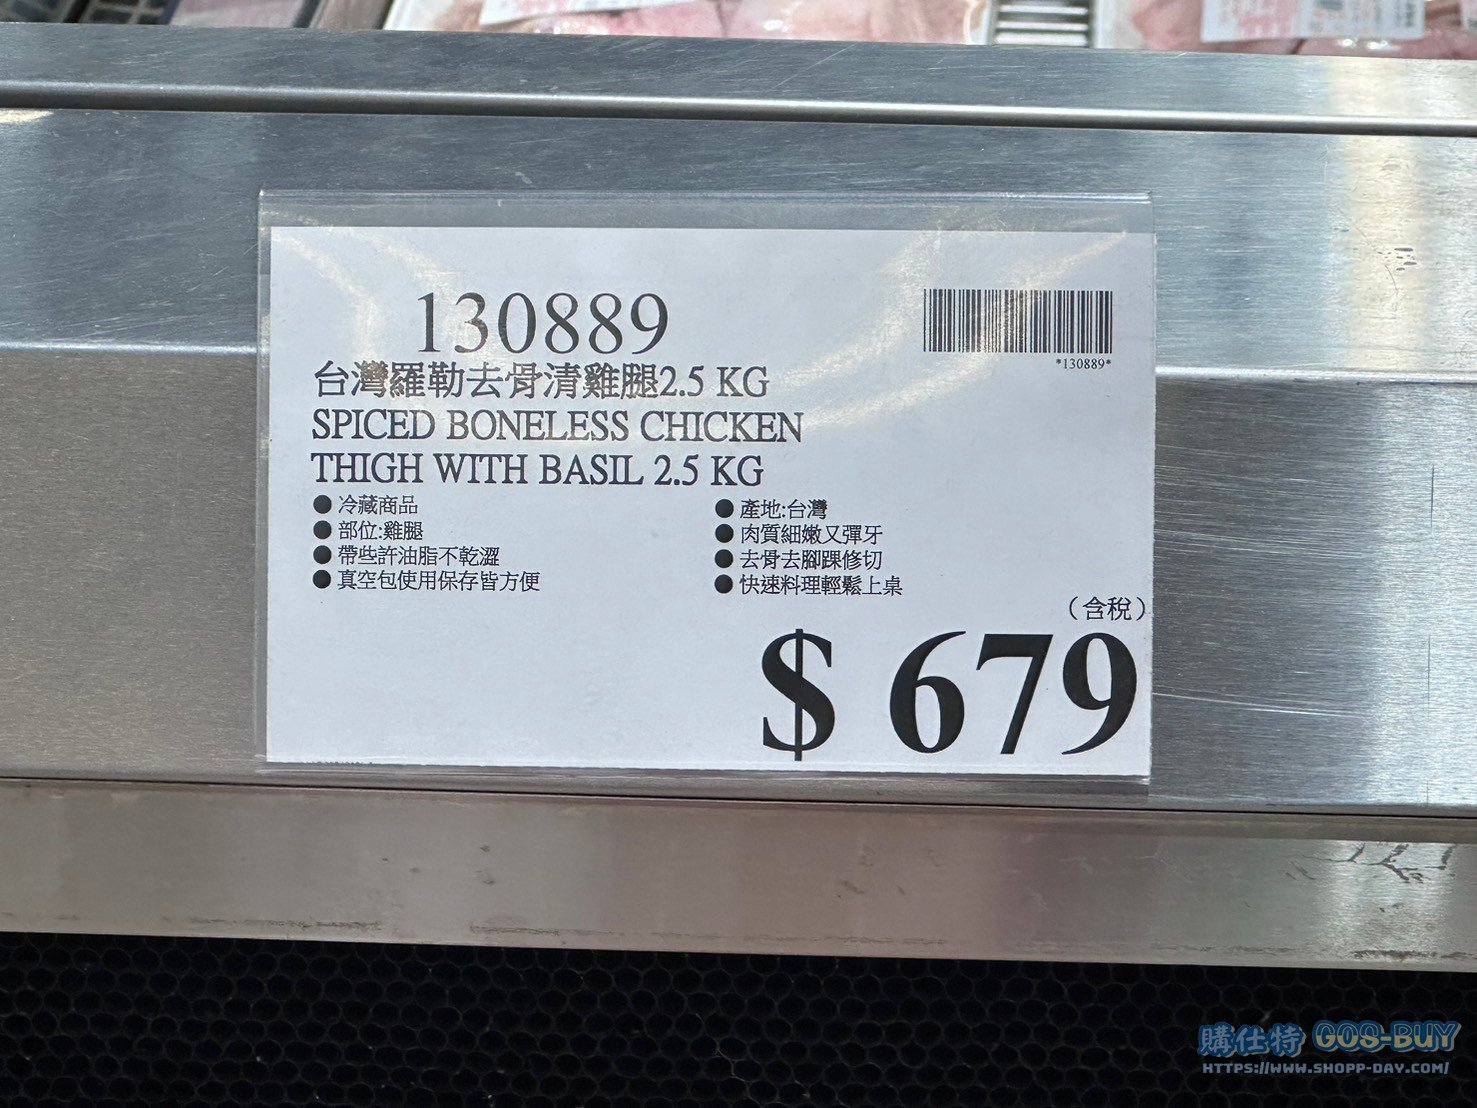 130889
*130889*
台灣羅勒去骨清雞腿2.5 KG
SPICED BONELESS CHICKEN
THIGH WITH BASIL 2.5 KG
● 冷藏商品
● 部位:雞腿
● 帶些許油脂不乾澀
● 真空包使用保存皆方便
● 產地:台灣
● 肉質細嫩又彈牙
● 去骨去腳踝修切
● 快速料理輕鬆上桌
(含稅)
$ 679
購仕特 GOS-BUY
HTTPS://WWW.SHOPP-DAY.COM/